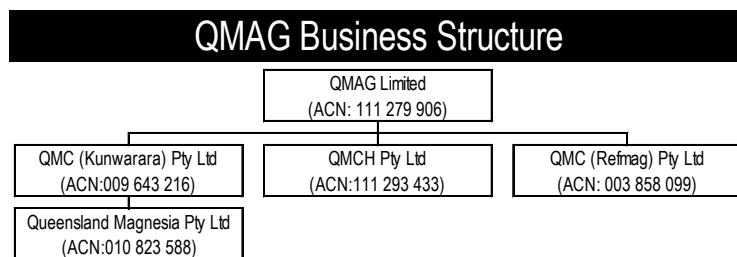 QMAG Business Structure
QMAG Limited
(ACN: 111 279 906)
QMC (Kunwarara) Pty Ltd
(ACN:009 643 216)
QMCH Pty Ltd
(ACN:111 293 433)
QMC (Refmag) Pty Ltd
(ACN: 003 858 099)
Queensland Magnesia Pty Ltd
(ACN:010 823 588)